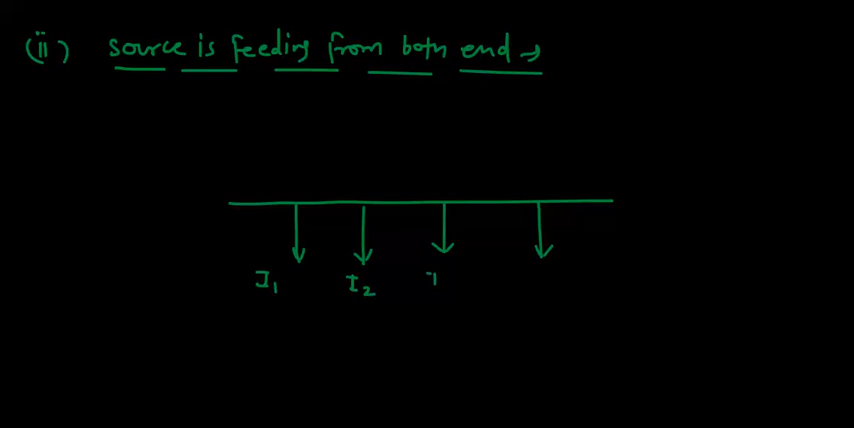 (ii) source is feeding from both end →
I1 I2